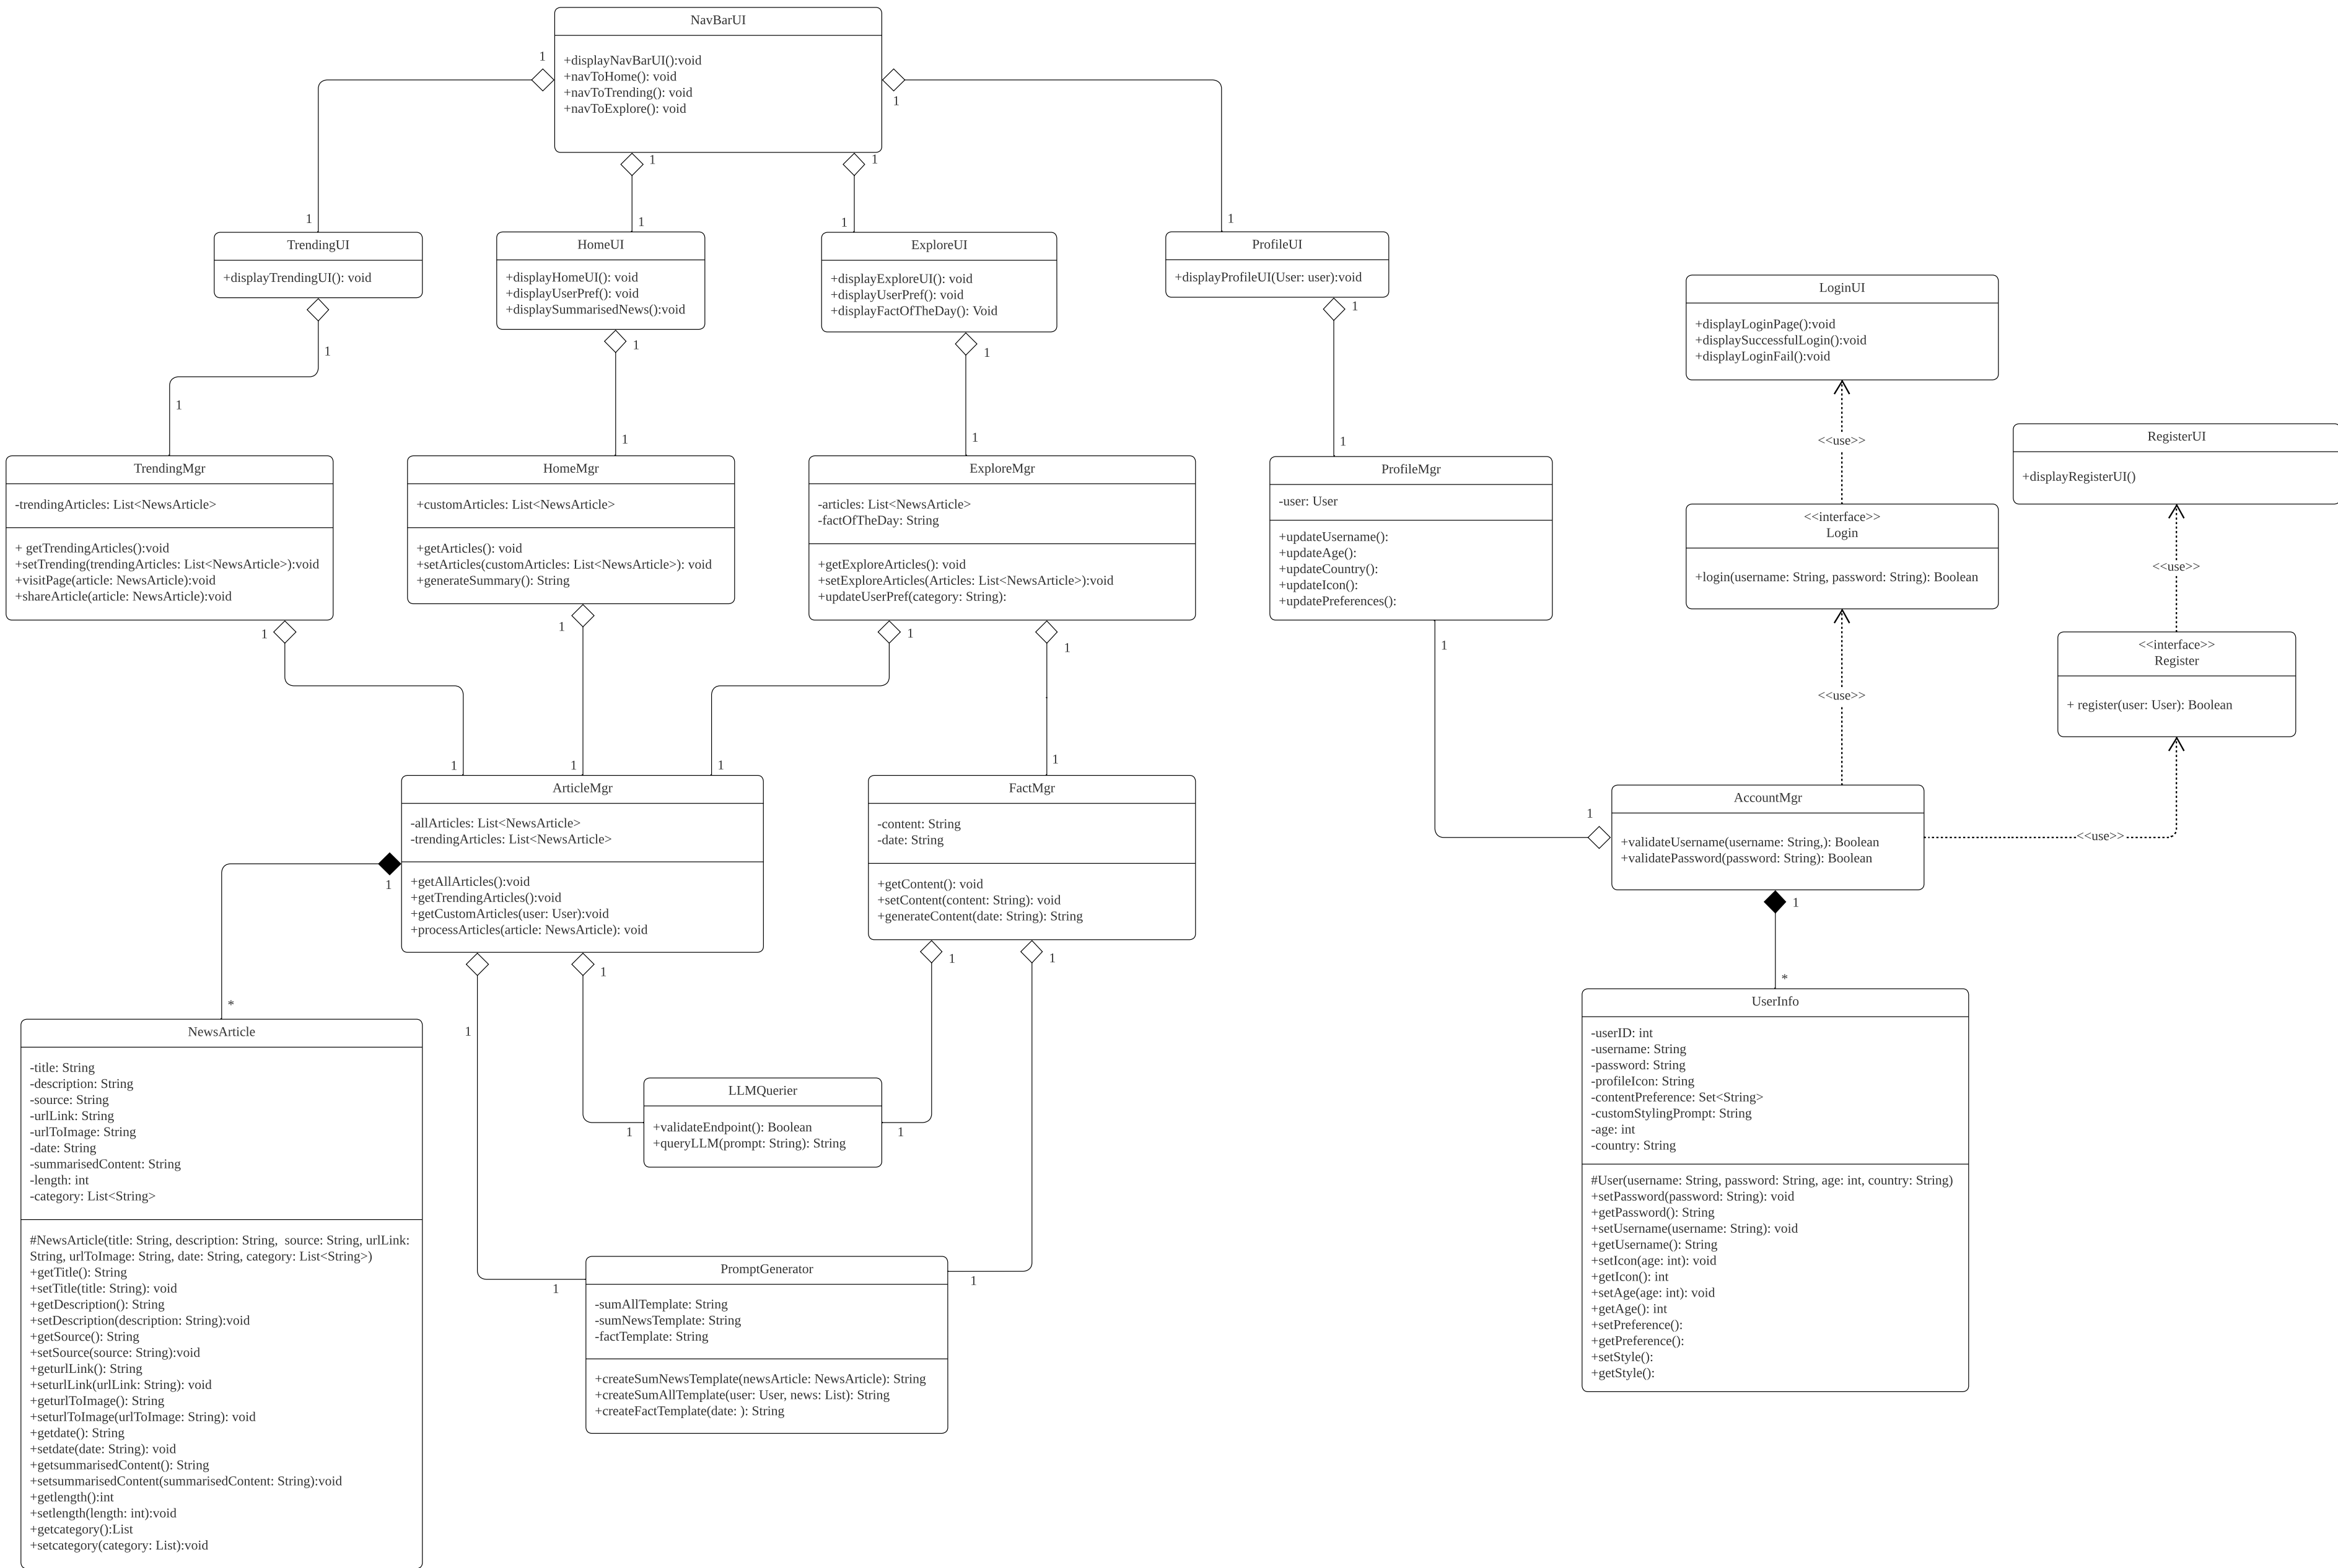 NavBarUI
+displayNavBarUI():void
+navToHome(): void
+navToTrending(): void
+navToExplore(): void
1
1
1
1
1
1
1
1
TrendingUI
+displayTrendingUI(): void
HomeUI
+displayHomeUI(): void
+displayUserPref(): void
+displaySummarisedNews():void
ExploreUI
+displayExploreUI(): void
+displayUserPref(): void
+displayFactOfTheDay(): Void
ProfileUI
+displayProfileUI(User: user):void
LoginUI
+displayLoginPage():void
+displaySuccessfulLogin():void
+displayLoginFail():void
1
1
1
1
1
1
1
1
<<use>>
RegisterUI
+displayRegisterUI()
TrendingMgr
-trendingArticles: List<NewsArticle>
+ getTrendingArticles():void
+setTrending(trendingArticles: List<NewsArticle>):void
+visitPage(article: NewsArticle):void
+shareArticle(article: NewsArticle):void
HomeMgr
+customArticles: List<NewsArticle>
+getArticles(): void
+setArticles(customArticles: List<NewsArticle>): void
+generateSummary(): String
ExploreMgr
-articles: List<NewsArticle>
-factOfTheDay: String
+getExploreArticles(): void
+setExploreArticles(Articles: List<NewsArticle>):void
+updateUserPref(category: String):
ProfileMgr
-user: User
+updateUsername():
+updateAge():
+updateCountry():
+updateIcon():
+updatePreferences():
<<interface>>
Login
+login(username: String, password: String): Boolean
<<use>>
<<interface>>
Register
+ register(user: User): Boolean
1
1
1
1
1
<<use>>
1
1
1
1
1
<<use>>
ArticleMgr
-allArticles: List<NewsArticle>
-trendingArticles: List<NewsArticle>
+getAllArticles():void
+getTrendingArticles():void
+getCustomArticles(user: User):void
+processArticles(article: NewsArticle): void
FactMgr
-content: String
-date: String
+getContent(): void
+setContent(content: String): void
+generateContent(date: String): String
AccountMgr
+validateUsername(username: String,): Boolean
+validatePassword(password: String): Boolean
1
1
*
1
*
1
1
1
1
1
1
NewsArticle
-title: String
-description: String
-source: String
-urlLink: String
-urlToImage: String
-date: String
-summarisedContent: String
-length: int
-category: List<String>
#NewsArticle(title: String, description: String,  source: String, urlLink:
String, urlToImage: String, date: String, category: List<String>)
+getTitle(): String
+setTitle(title: String): void
+getDescription(): String
+setDescription(description: String):void
+getSource(): String
+setSource(source: String):void
+geturlLink(): String
+seturlLink(urlLink: String): void
+geturlToImage(): String
+seturlToImage(urlToImage: String): void
+getdate(): String
+setdate(date: String): void
+getsummarisedContent(): String
+setsummarisedContent(summarisedContent: String):void
+getlength():int
+setlength(length: int):void
+getcategory():List
+setcategory(category: List):void
LLMQuerier
+validateEndpoint(): Boolean
+queryLLM(prompt: String): String
1
1
PromptGenerator
-sumAllTemplate: String
-sumNewsTemplate: String
-factTemplate: String
+createSumNewsTemplate(newsArticle: NewsArticle): String
+createSumAllTemplate(user: User, news: List): String
+createFactTemplate(date: ): String
UserInfo
-userID: int
-username: String
-password: String
-profileIcon: String
-contentPreference: Set<String>
-customStylingPrompt: String
-age: int
-country: String
#User(username: String, password: String, age: int, country: String)
+setPassword(password: String): void
+getPassword(): String
+setUsername(username: String): void
+getUsername(): String
+setIcon(age: int): void
+getIcon(): int
+setAge(age: int): void
+getAge(): int
+setPreference():
+getPreference():
+setStyle():
+getStyle():